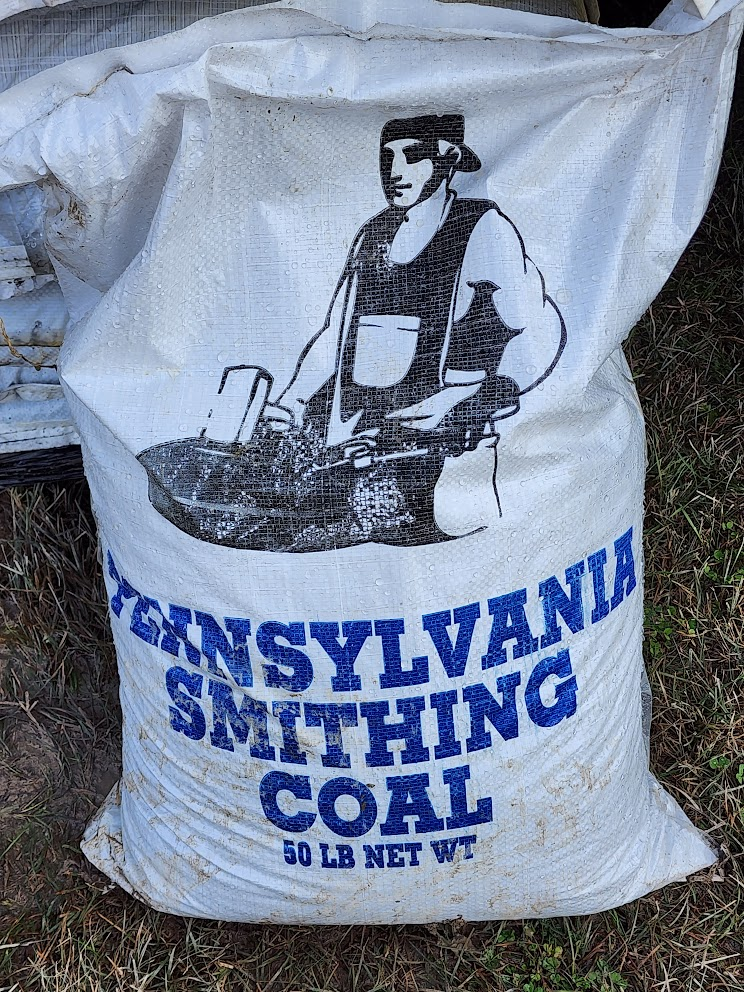 PENNSYLVANIA
SMITHING
COAL
50 LB NET WT